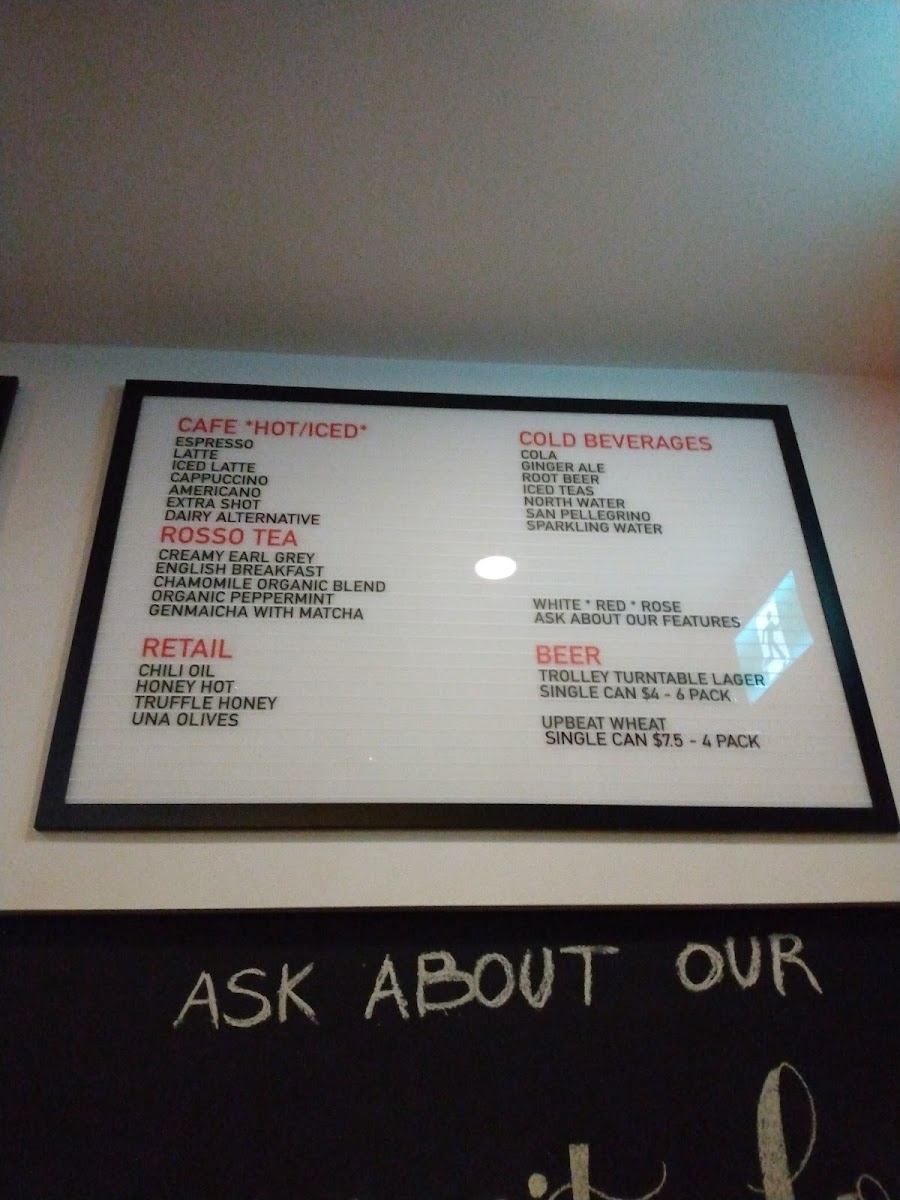 CAFE *HOT/ICED*
ESPRESSO
LATTE
ICED LATTE
CAPPUCCINO
AMERICANO
EXTRA SHOT
DAIRY ALTERNATIVE
ROSSO TEA
CREAMY EARL GREY
ENGLISH BREAKFAST
CHAMOMILE ORGANIC BLEND
ORGANIC PEPPERMINT
GENMAICHA WITH MATCHA
RETAIL
CHILI OIL
HONEY HOT
TRUFFLE HONEY
UNA OLIVES
COLD BEVERAGES
COLA
GINGER ALE
ROOT BEER
ICED TEAS
NORTH WATER
SAN PELLEGRINO
SPARKLING WATER
WHITE * RED * ROSE
ASK ABOUT OUR FEATURES
BEER
TROLLEY TURNTABLE LAGER
SINGLE CAN $4 - 6 PACK
UPBEAT WHEAT
SINGLE CAN $7.5 - 4 PACK
ASK ABOUT OUR